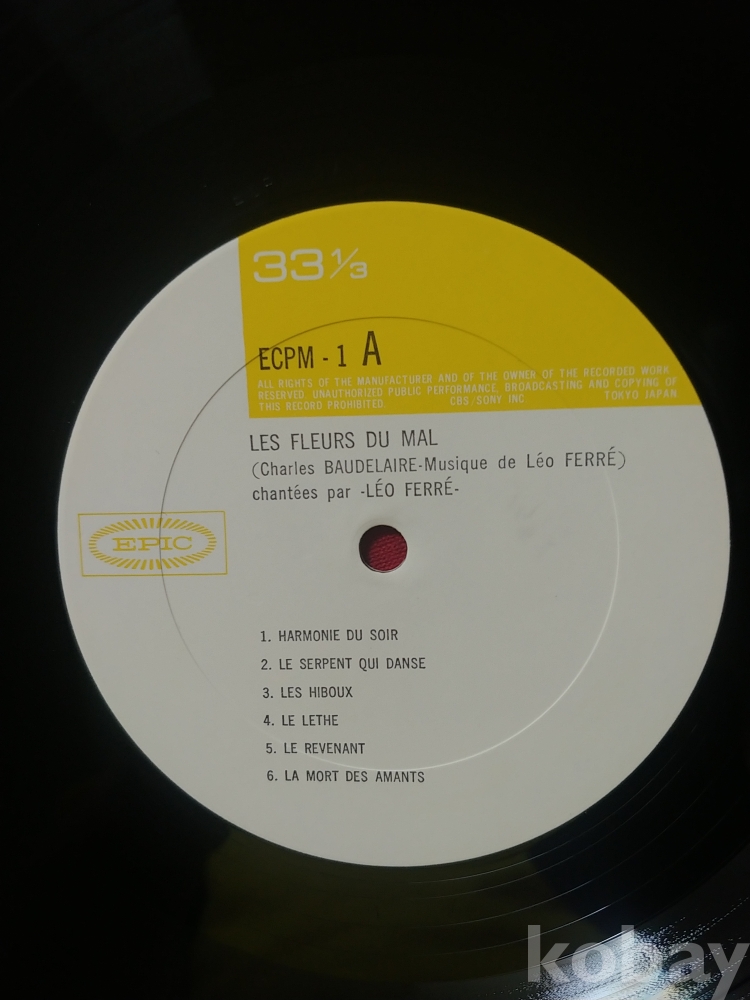 33⅓
ECPM - 1 A
ALL RIGHTS OF THE MANUFACTURER AND OF THE OWNER OF THE RECORDED WORK
RESERVED. UNAUTHORIZED PUBLIC PERFORMANCE, BROADCASTING AND COPYING OF
THIS RECORD PROHIBITED. CBS/SONY INC TOKYO JAPAN
LES FLEURS DU MAL
(Charles BAUDELAIRE-Musique de Léo FERRÉ)
chantées par -LÉO FERRÉ-
EPIC
1. HARMONIE DU SOIR
2. LE SERPENT QUI DANSE
3. LES HIBOUX
4. LE LETHE
5. LE REVENANT
6. LA MORT DES AMANTS
kobay